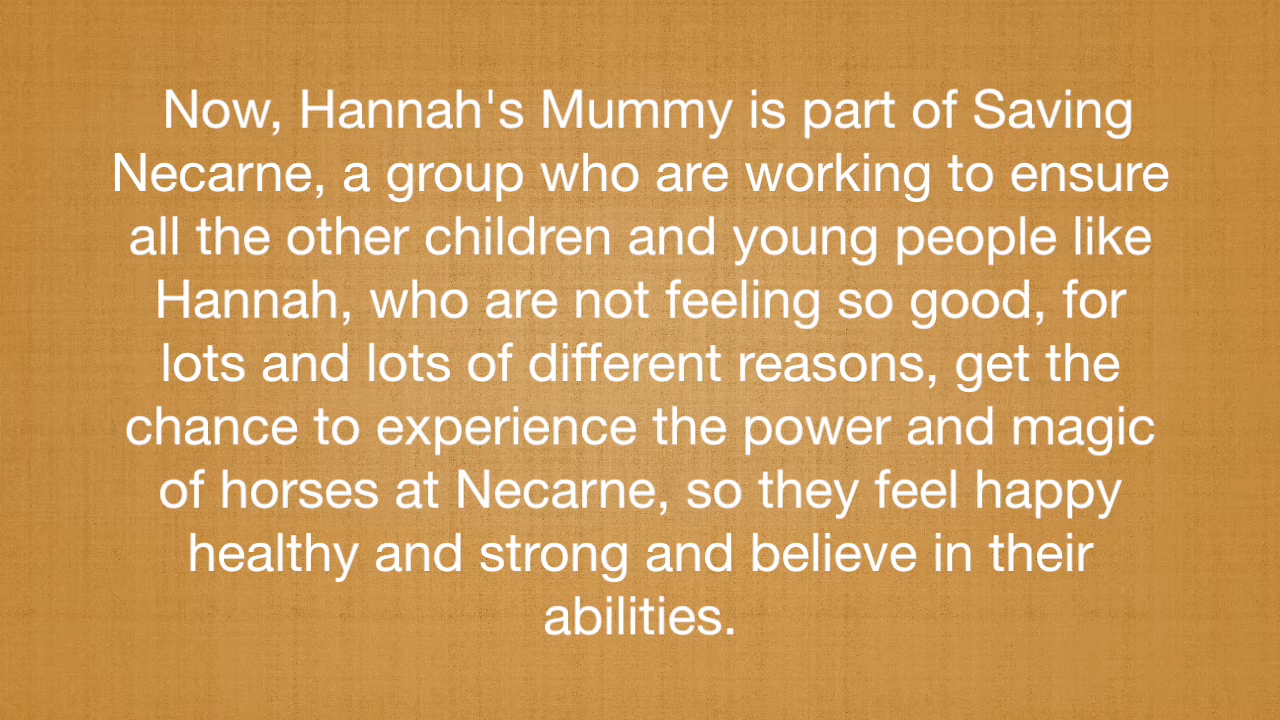 Now, Hannah's Mummy is part of Saving
Necarne, a group who are working to ensure
all the other children and young people like
Hannah, who are not feeling so good, for
lots and lots of different reasons, get the
chance to experience the power and magic
of horses at Necarne, so they feel happy
healthy and strong and believe in their
abilities.